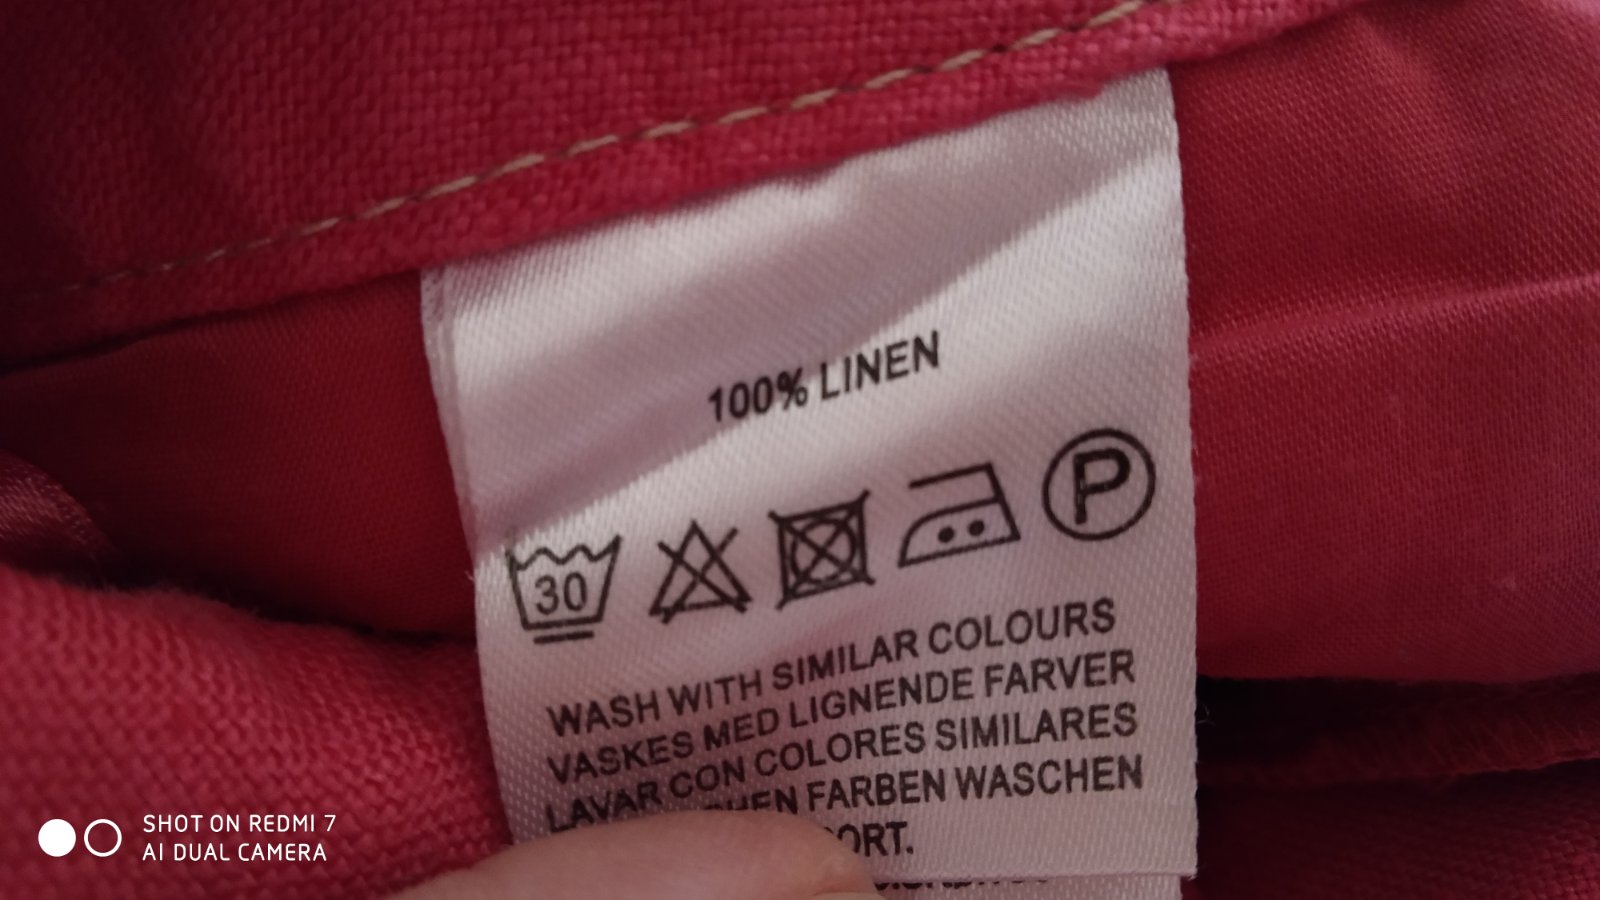 100% LINEN
30
P
WASH WITH SIMILAR COLOURS
VASKES MED LIGNENDE FARVER
LAVAR CON COLORES SIMILARES
FARBEN WASCHEN
SHOT ON REDMI 7
AI DUAL CAMERA